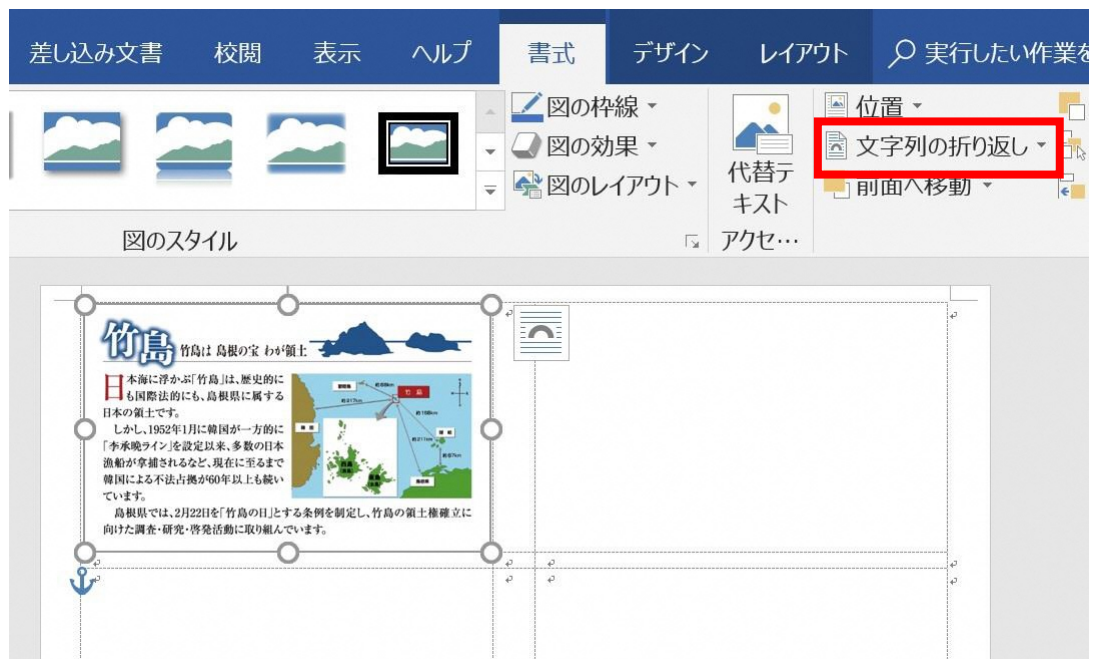 差し込み文書 校閲 表示 ヘルプ 書式 デザイン レイアウト 実行したい作業を
図の枠線
図の効果
図のレイアウト
代替テ
キスト
位置
文字列の折り返し
前面へ移動
図のスタイル
アクセ…
竹島 竹島は 島根の宝 わが領土
日本海に浮かぶ「竹島」は、歴史的に
も国際法的にも、島根県に属する
日本の領土です。
しかし、1952年1月に韓国が一方的に
「李承晩ライン」を設定以来、多数の日本
漁船が拿捕されるなど、現在に至るまで
韓国による不法占拠が60年以上も続い
ています。
島根県では、2月22日を「竹島の日」とする条例を制定し、竹島の領土権確立に
向けた調査・研究・啓発活動に取り組んでいます。
竹島